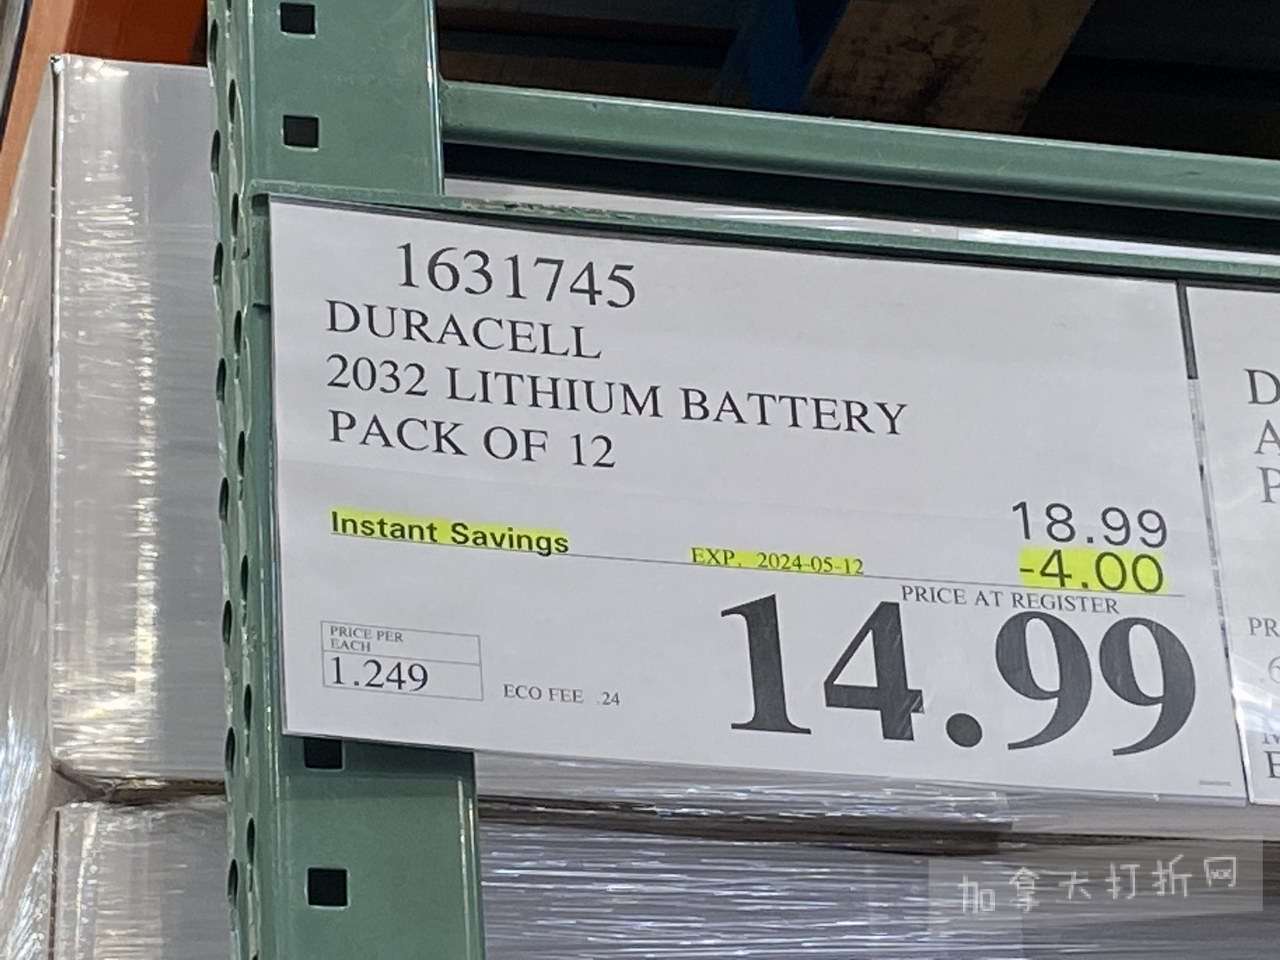 1631745
DURACELL
2032 LITHIUM BATTERY
PACK OF 12
18.99
Instant Savings EXP. 2024-05-12 -4.00
PRICE AT REGISTER
14.99
PRICE PER
EACH
1.249
ECO FEE .24
D
A
P
PR
加拿大打折网